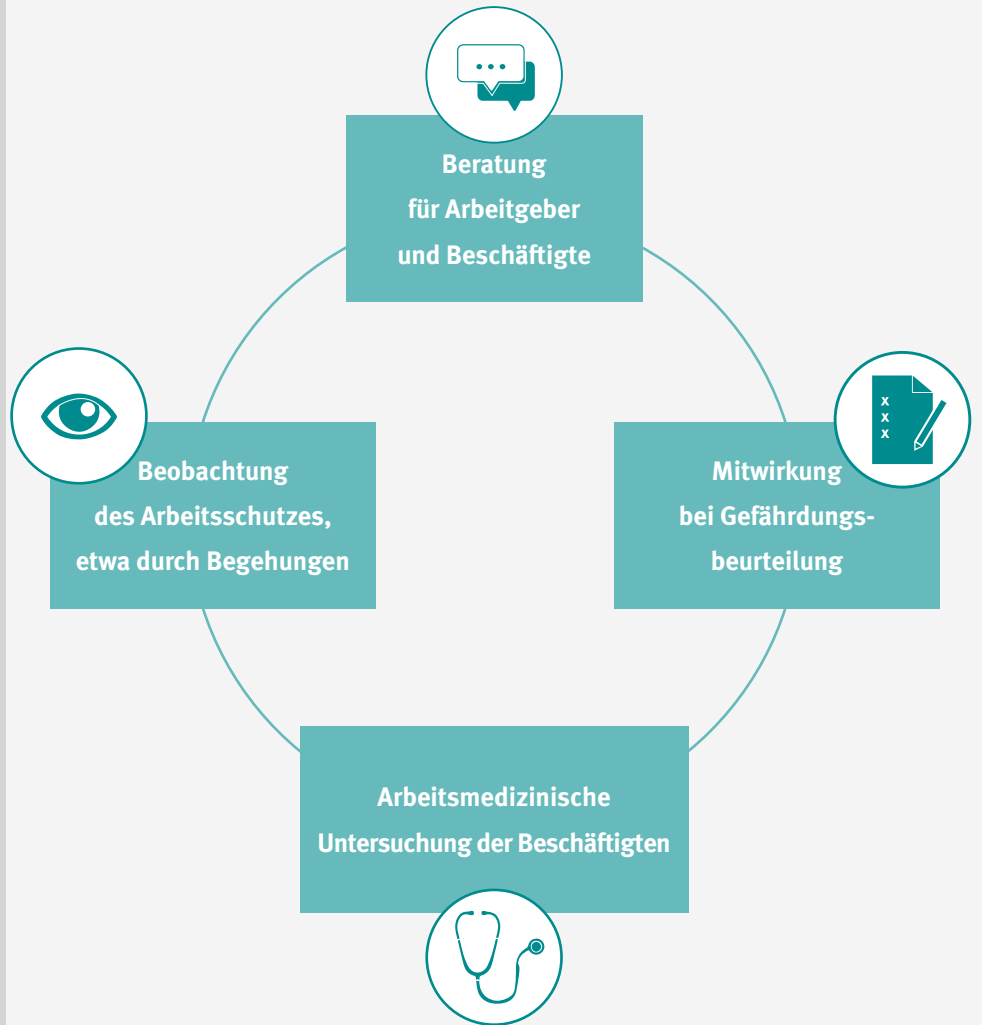 Beratung
für Arbeitgeber
und Beschäftigte
x
x
x
Beobachtung
des Arbeitsschutzes,
etwa durch Begehungen
Mitwirkung
bei Gefährdungs-
beurteilung
Arbeitsmedizinische
Untersuchung der Beschäftigten